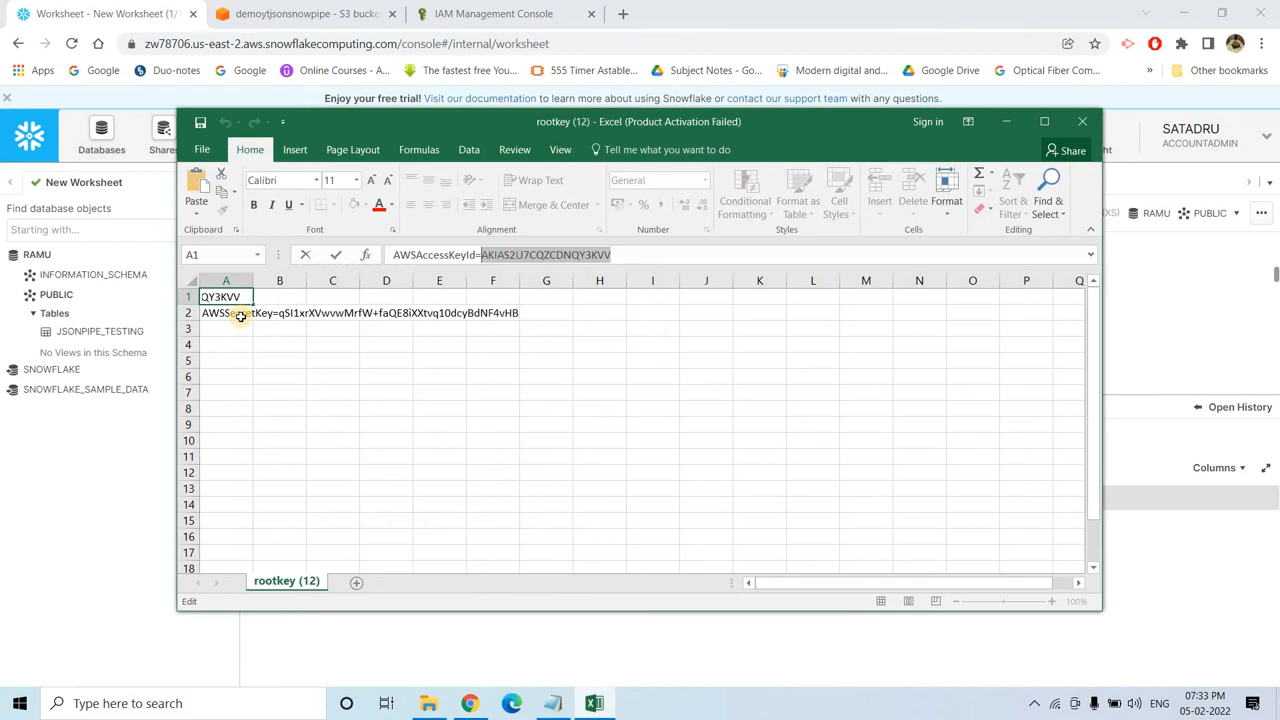 Worksheet - New Worksheet (1/
demoytjsonsnowpipe - S3 bucke
IAM Management Console
zw78706.us-east-2.aws.snowflakecomputing.com/console#/internal/worksheet
Apps
Google
Duo-notes
Google
Online Courses - A...
The fastest free You...
555 Timer Astable...
Subject Notes - Goo...
Modern digital and...
Google Drive
Optical Fiber Com...
»
Other bookmarks
Enjoy your free trial! Visit our documentation to learn more about using Snowflake or contact our support team with any questions.
rootkey (12) - Excel (Product Activation Failed)
Sign in
Databases
Share
ht
SATADRU
ACCOUNTADMIN
File
Home
Insert
Page Layout
Formulas
Data
Review
View
Tell me what you want to do
Share
New Worksheet
Find database objects
Starting with...
Paste
Calibri
11
Wrap Text
General
Merge & Center
Conditional Formatting
Format as Table
Cell Styles
Insert
Delete
Format
Sort & Filter
Find & Select
Clipboard
Font
Alignment
Number
Styles
Cells
Editing
(XS)
RAMU
PUBLIC
A1
AWSAccessKeyId=[redacted]
RAMU
INFORMATION_SCHEMA
PUBLIC
Tables
JSONPIPE_TESTING
No Views in this Schema
SNOWFLAKE
SNOWFLAKE_SAMPLE_DATA
A B C D E F G H I J K L M N O P Q
1 [redacted]
2 AWSSecretKey=[redacted]
3
4
5
6
7
8
9
10
11
12
13
14
15
16
17
18
Open History
Columns
rootkey (12)
Edit
100%
Type here to search
ENG
07:33 PM
05-02-2022